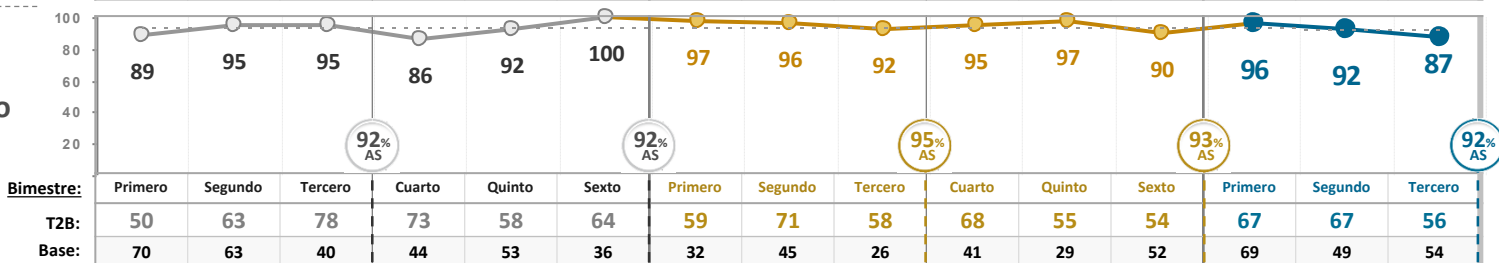 100
80
60
40
20
o
89 95 95 86 92 100 97 96 92 95 97 90 96 92 87
92% AS 92% AS 95% AS 93% AS 92% AS
Bimestre: Primero Segundo Tercero Cuarto Quinto Sexto Primero Segundo Tercero Cuarto Quinto Sexto Primero Segundo Tercero
T2B: 50 63 78 73 58 64 59 71 58 68 55 54 67 67 56
Base: 70 63 40 44 53 36 32 45 26 41 29 52 69 49 54